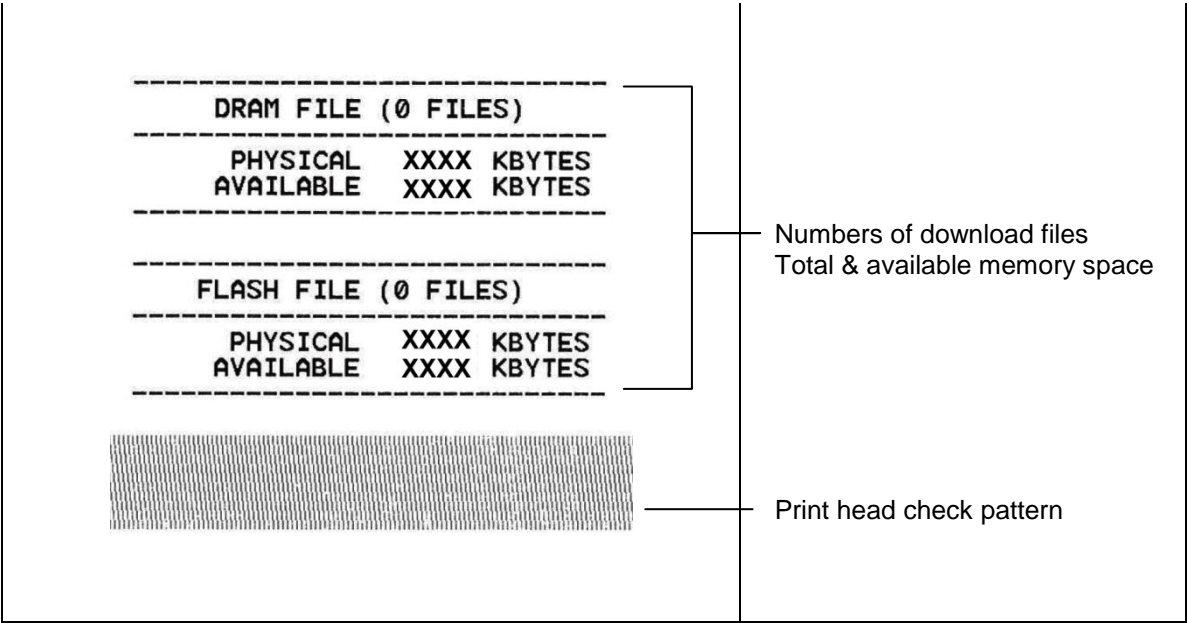 DRAM FILE (0 FILES)
PHYSICAL XXXX KBYTES
AVAILABLE XXXX KBYTES
FLASH FILE (0 FILES)
PHYSICAL XXXX KBYTES
AVAILABLE XXXX KBYTES
Numbers of download files
Total & available memory space
Print head check pattern